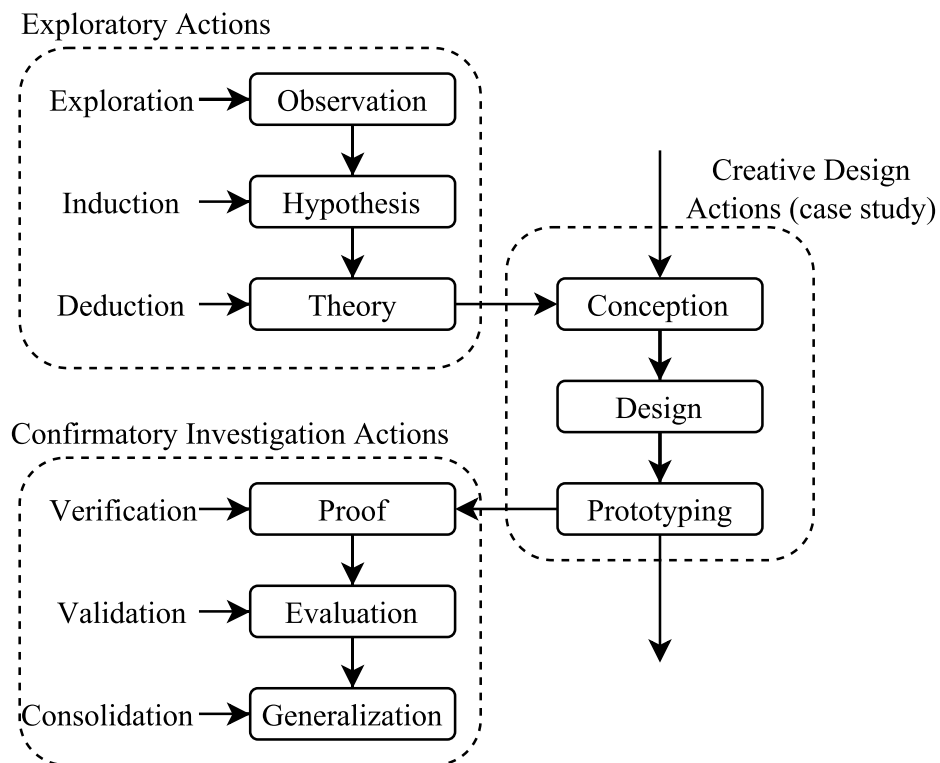 Exploratory Actions
Exploration
Observation
Induction
Hypothesis
Deduction
Theory
Creative Design
Actions (case study)
Conception
Design
Prototyping
Confirmatory Investigation Actions
Verification
Proof
Validation
Evaluation
Consolidation
Generalization